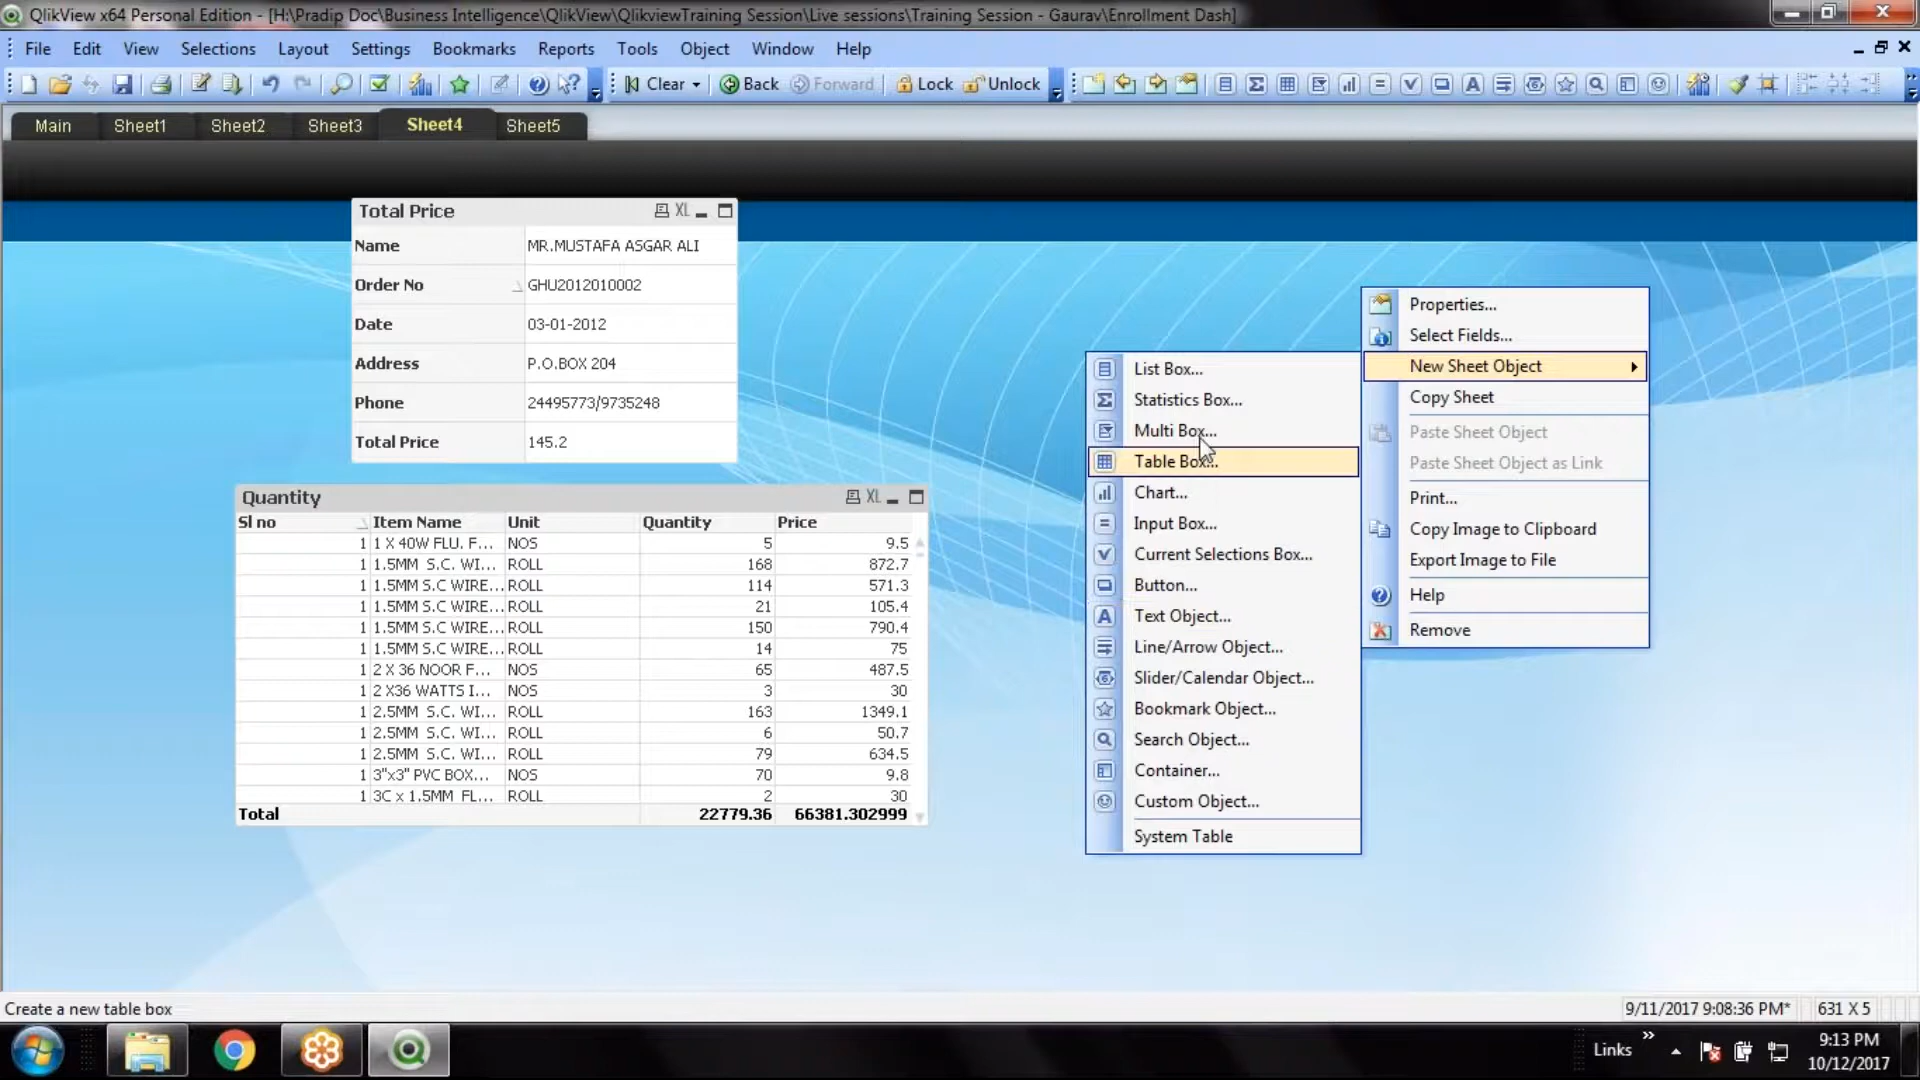 QlikView x64 Personal Edition - [H:\Pradip Doc\Business Intelligence\QlikView\QlikviewTraining Session\Live sessions\Training Session - Gaurav\Enrollment Dash]
File Edit View Selections Layout Settings Bookmarks Reports Tools Object Window Help
Clear Back Forward Lock Unlock
Main Sheet1 Sheet2 Sheet3 Sheet4 Sheet5
Total Price XL
Name MR.MUSTAFA ASGAR ALI
Order No GHU2012010002
Date 03-01-2012
Address P.O.BOX 204
Phone 24495773/9735248
Total Price 145.2
Quantity XL
Sl no Item Name Unit Quantity Price
1 1 X 40W FLU. F... NOS 5 9.5
1 1.5MM S.C. WI... ROLL 168 872.7
1 1.5MM S.C WIRE... ROLL 114 571.3
1 1.5MM S.C WIRE... ROLL 21 105.4
1 1.5MM S.C WIRE... ROLL 150 790.4
1 1.5MM S.C WIRE... ROLL 14 75
1 2 X 36 NOOR F... NOS 65 487.5
1 2 X36 WATTS I... NOS 3 30
1 2.5MM S.C. WI... ROLL 163 1349.1
1 2.5MM S.C. WI... ROLL 6 50.7
1 2.5MM S.C. WI... ROLL 79 634.5
1 3"x3" PVC BOX... NOS 70 9.8
1 3C x 1.5MM FL... ROLL 2 30
Total 22779.36 66381.302999
List Box...
Statistics Box...
Multi Box...
Table Box...
Chart...
Input Box...
Current Selections Box...
Button...
Text Object...
Line/Arrow Object...
Slider/Calendar Object...
Bookmark Object...
Search Object...
Container...
Custom Object...
System Table
Properties...
Select Fields...
New Sheet Object
Copy Sheet
Paste Sheet Object
Paste Sheet Object as Link
Print...
Copy Image to Clipboard
Export Image to File
Help
Remove
Create a new table box 9/11/2017 9:08:36 PM* 631 X 5
Links 9:13 PM
10/12/2017